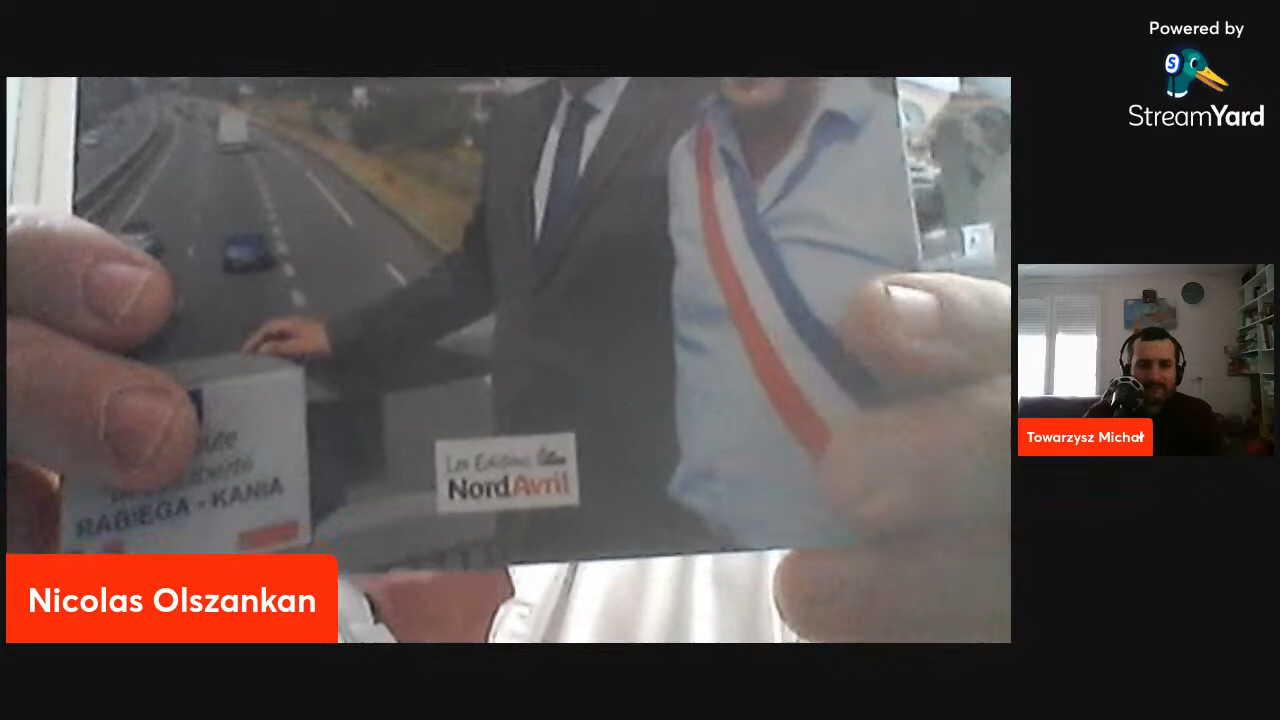 Powered by
StreamYard
Les Éditions
NordAvril
RABIEGA - KANIA
Towarzysz Michał
Nicolas Olszankan